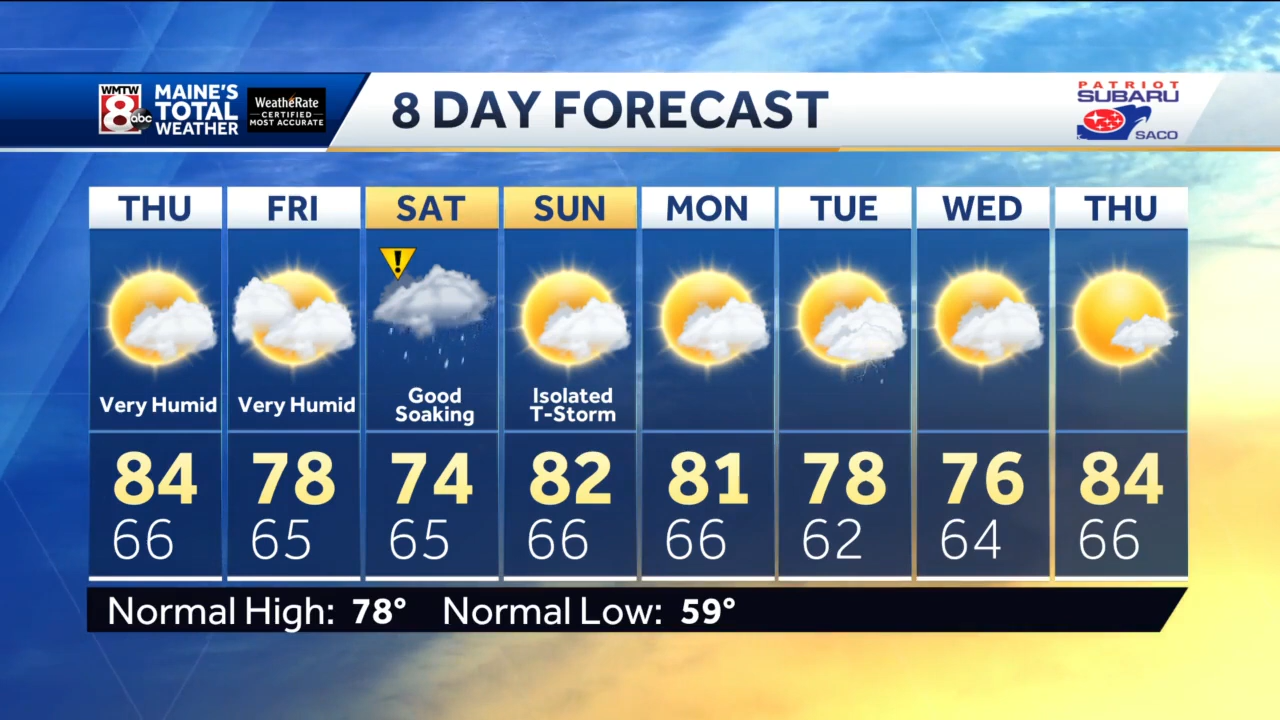 WMTW
8
abc
MAINE'S
TOTAL
WEATHER
WeatheRate
CERTIFIED
MOST ACCURATE
8 DAY FORECAST
PATRIOT
SUBARU
SACO
THU FRI SAT SUN MON TUE WED THU
!
Very Humid Very Humid Good Soaking Isolated T-Storm
84 78 74 82 81 78 76 84
66 65 65 66 66 62 64 66
Normal High: 78° Normal Low: 59°